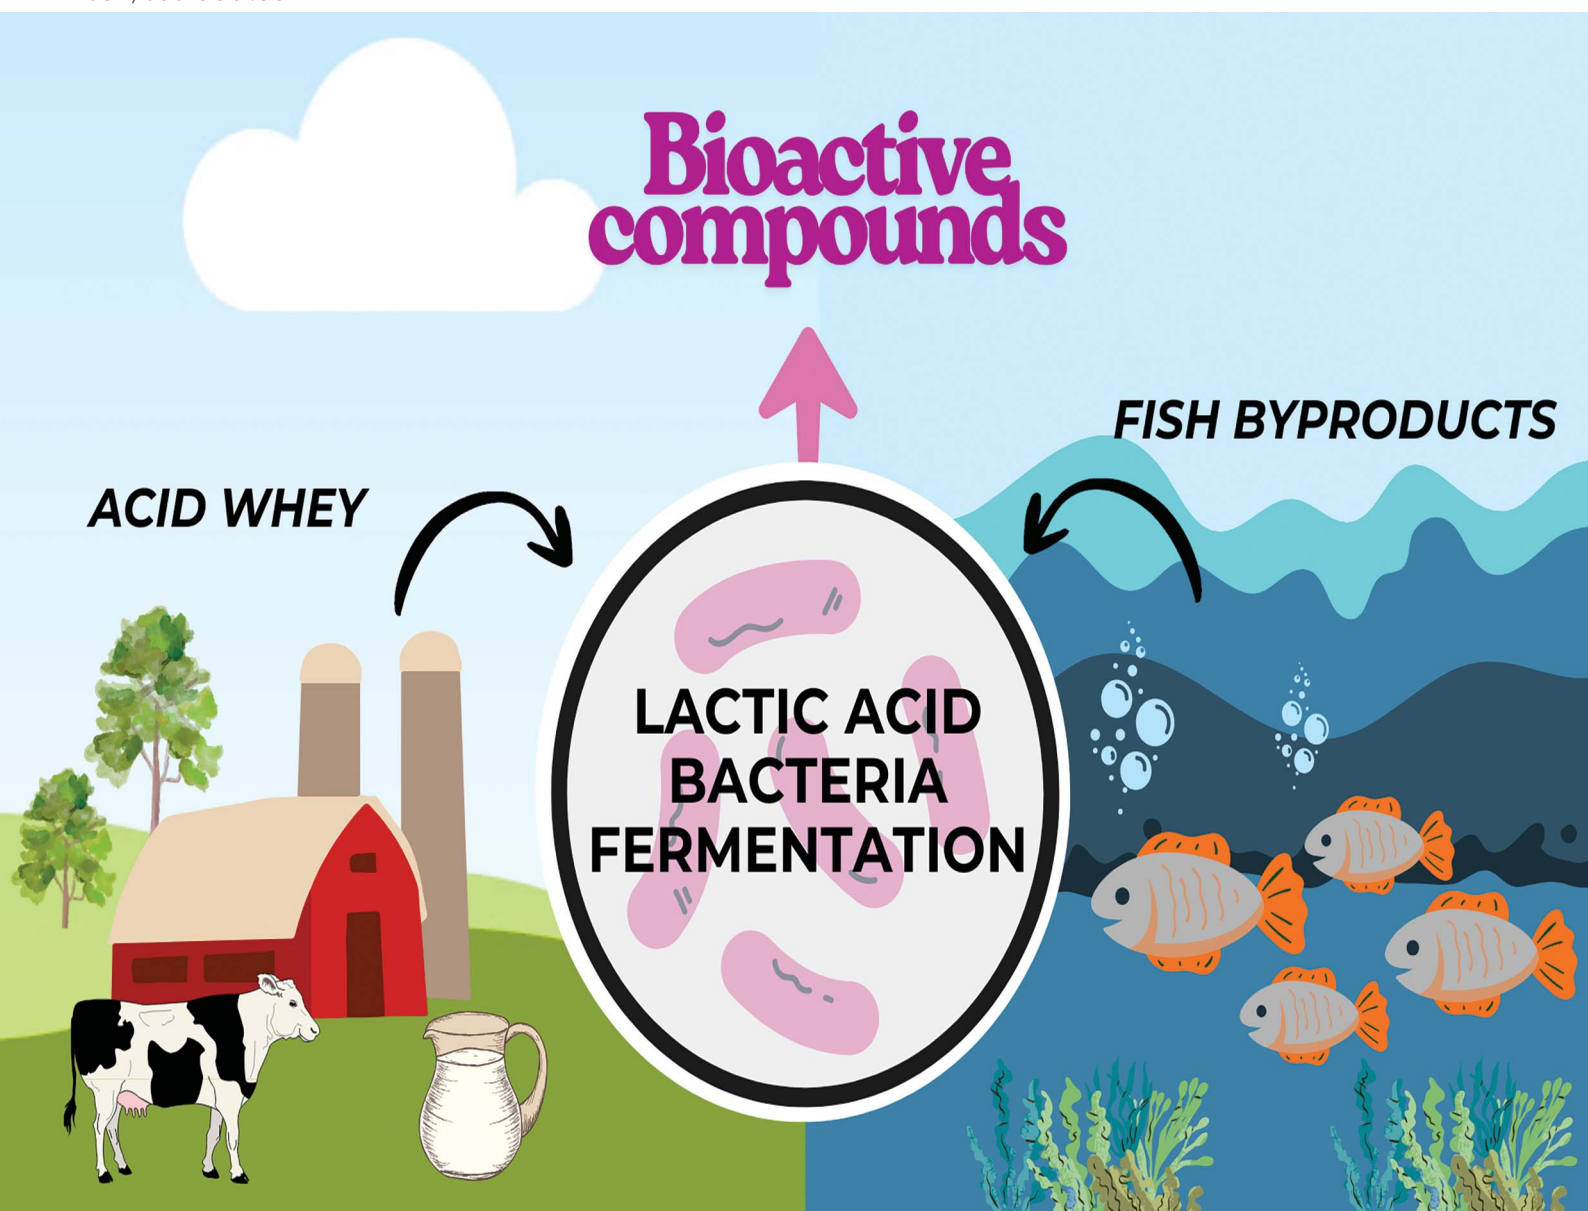 Bioactive
compounds
FISH BYPRODUCTS
ACID WHEY
LACTIC ACID
BACTERIA
FERMENTATION